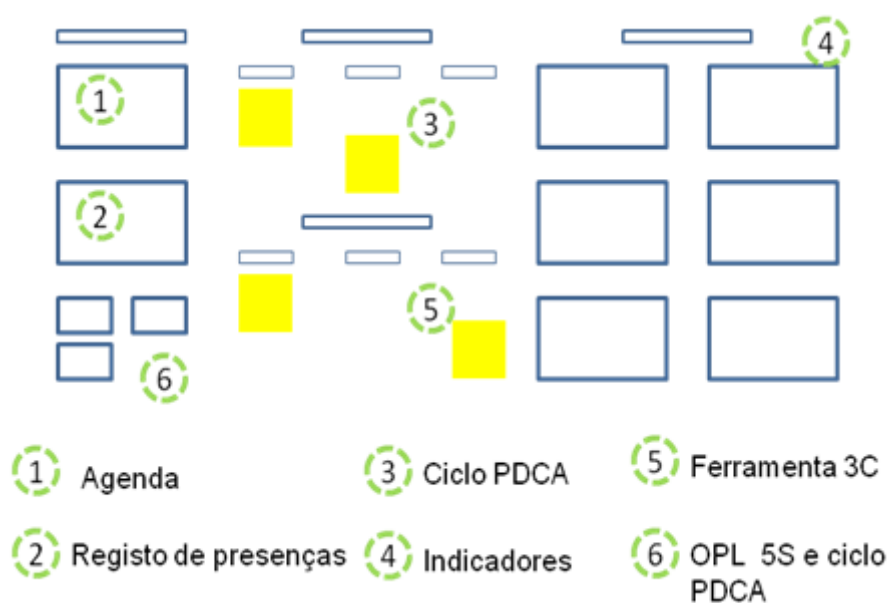 4
1
3
2
5
6
1 Agenda
3 Ciclo PDCA
5 Ferramenta 3C
2 Registo de presenças
4 Indicadores
6 OPL 5S e ciclo
PDCA